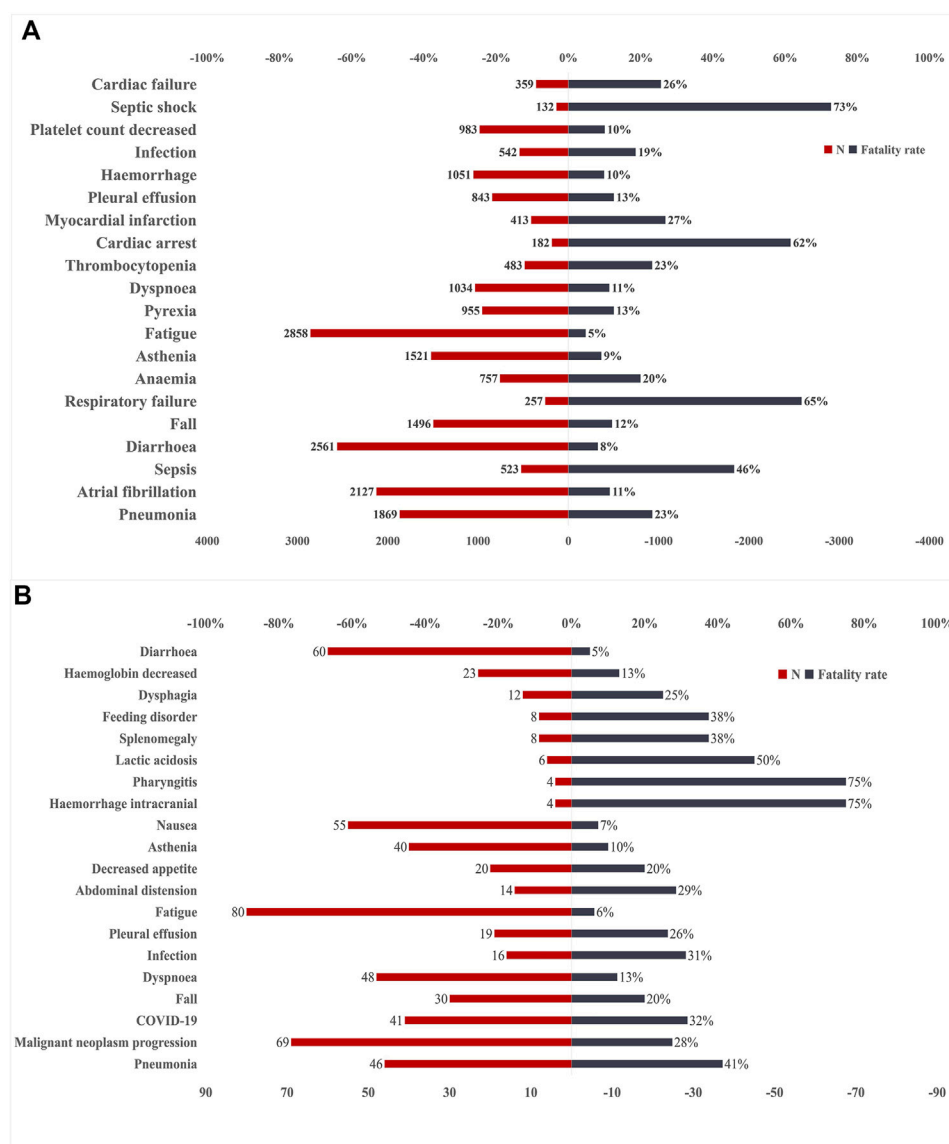 A
-100% -80% -60% -40% -20% 0% 20% 40% 60% 80% 100%
Cardiac failure 359 26%
Septic shock 132 73%
Platelet count decreased 983 10%
Infection 542 19%
N Fatality rate
Haemorrhage 1051 10%
Pleural effusion 843 13%
Myocardial infarction 413 27%
Cardiac arrest 182 62%
Thrombocytopenia 483 23%
Dyspnoea 1034 11%
Pyrexia 955 13%
Fatigue 2858 5%
Asthenia 1521 9%
Anaemia 757 20%
Respiratory failure 257 65%
Fall 1496 12%
Diarrhoea 2561 8%
Sepsis 523 46%
Atrial fibrillation 2127 11%
Pneumonia 1869 23%
4000 3000 2000 1000 0 -1000 -2000 -3000 -4000
B
-100% -80% -60% -40% -20% 0% 20% 40% 60% 80% 100%
Diarrhoea 60 5%
Haemoglobin decreased 23 13%
N Fatality rate
Dysphagia 12 25%
Feeding disorder 8 38%
Splenomegaly 8 38%
Lactic acidosis 6 50%
Pharyngitis 4 75%
Haemorrhage intracranial 4 75%
Nausea 55 7%
Asthenia 40 10%
Decreased appetite 20 20%
Abdominal distension 14 29%
Fatigue 80 6%
Pleural effusion 19 26%
Infection 16 31%
Dyspnoea 48 13%
Fall 30 20%
COVID-19 41 32%
Malignant neoplasm progression 69 28%
Pneumonia 46 41%
90 70 50 30 10 -10 -30 -50 -70 -90